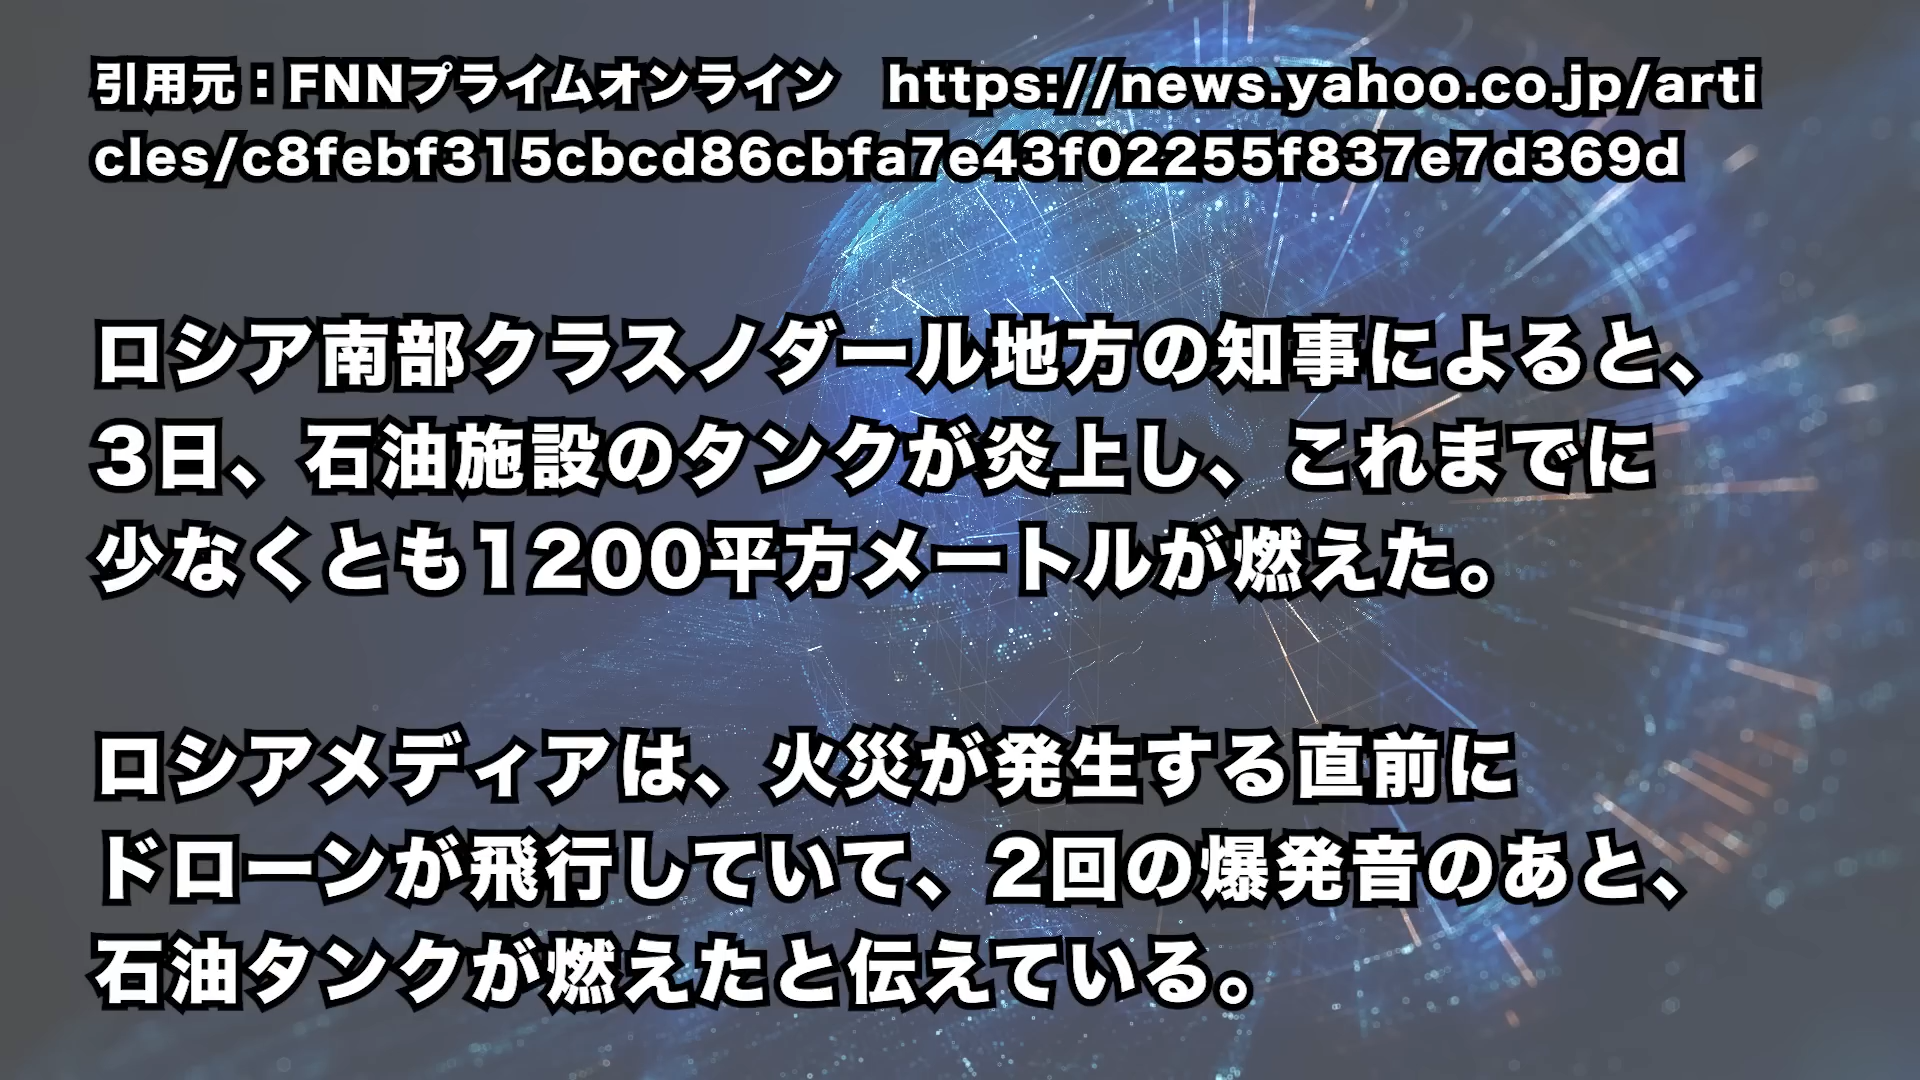 引用元：FNNプライムオンライン　https://news.yahoo.co.jp/arti
cles/c8febf315cbcd86cbfa7e43f02255f837e7d369d
ロシア南部クラスノダール地方の知事によると、
3日、石油施設のタンクが炎上し、これまでに
少なくとも1200平方メートルが燃えた。
ロシアメディアは、火災が発生する直前に
ドローンが飛行していて、2回の爆発音のあと、
石油タンクが燃えたと伝えている。